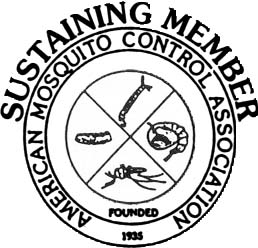 SUSTAINING MEMBER
AMERICAN MOSQUITO CONTROL ASSOCIATION
FOUNDED
1935